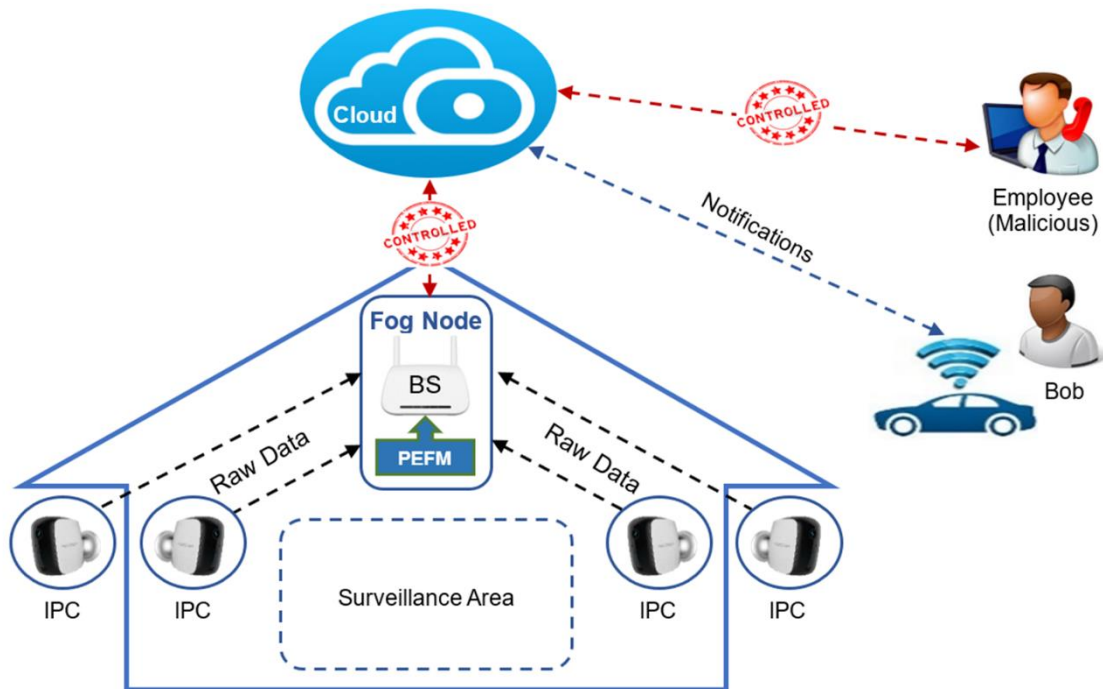 Cloud
CONTROLLED
Employee
(Malicious)
Notifications
CONTROLLED
Bob
Fog Node
BS
PEFM
Raw Data
Raw Data
IPC
IPC
IPC
IPC
Surveillance Area